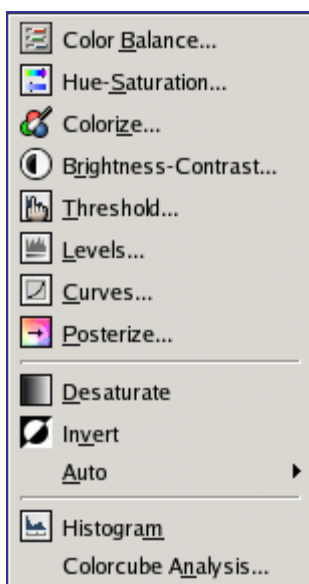 Color Balance...
Hue-Saturation...
Colorize...
Brightness-Contrast...
Threshold...
Levels...
Curves...
Posterize...
Desaturate
Invert
Auto
Histogram
Colorcube Analysis...